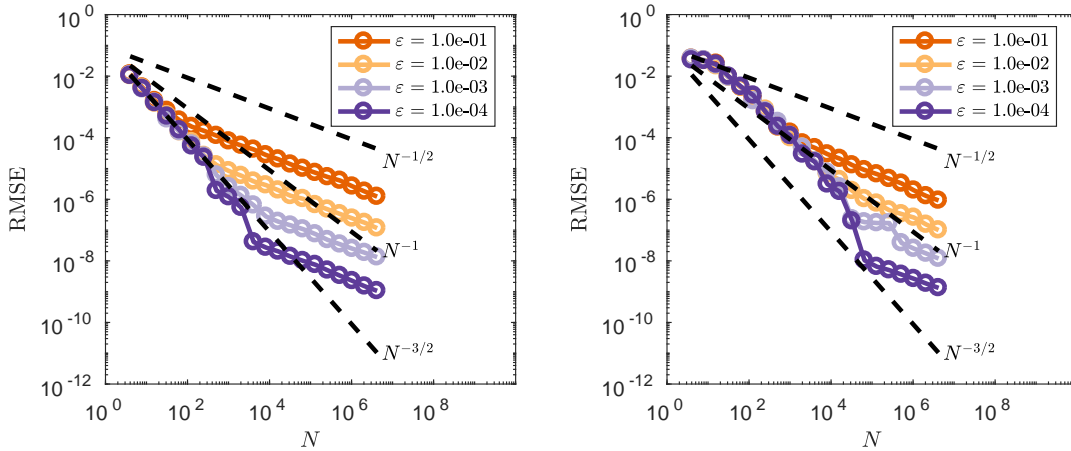 10^0
10^-2
10^-4
10^-6
10^-8
10^-10
10^-12
RMSE
10^0 10^2 10^4 10^6 10^8
N
ε = 1.0e-01
ε = 1.0e-02
ε = 1.0e-03
ε = 1.0e-04
N^{-1/2}
N^{-1}
N^{-3/2}
10^0
10^-2
10^-4
10^-6
10^-8
10^-10
10^-12
RMSE
10^0 10^2 10^4 10^6 10^8
N
ε = 1.0e-01
ε = 1.0e-02
ε = 1.0e-03
ε = 1.0e-04
N^{-1/2}
N^{-1}
N^{-3/2}